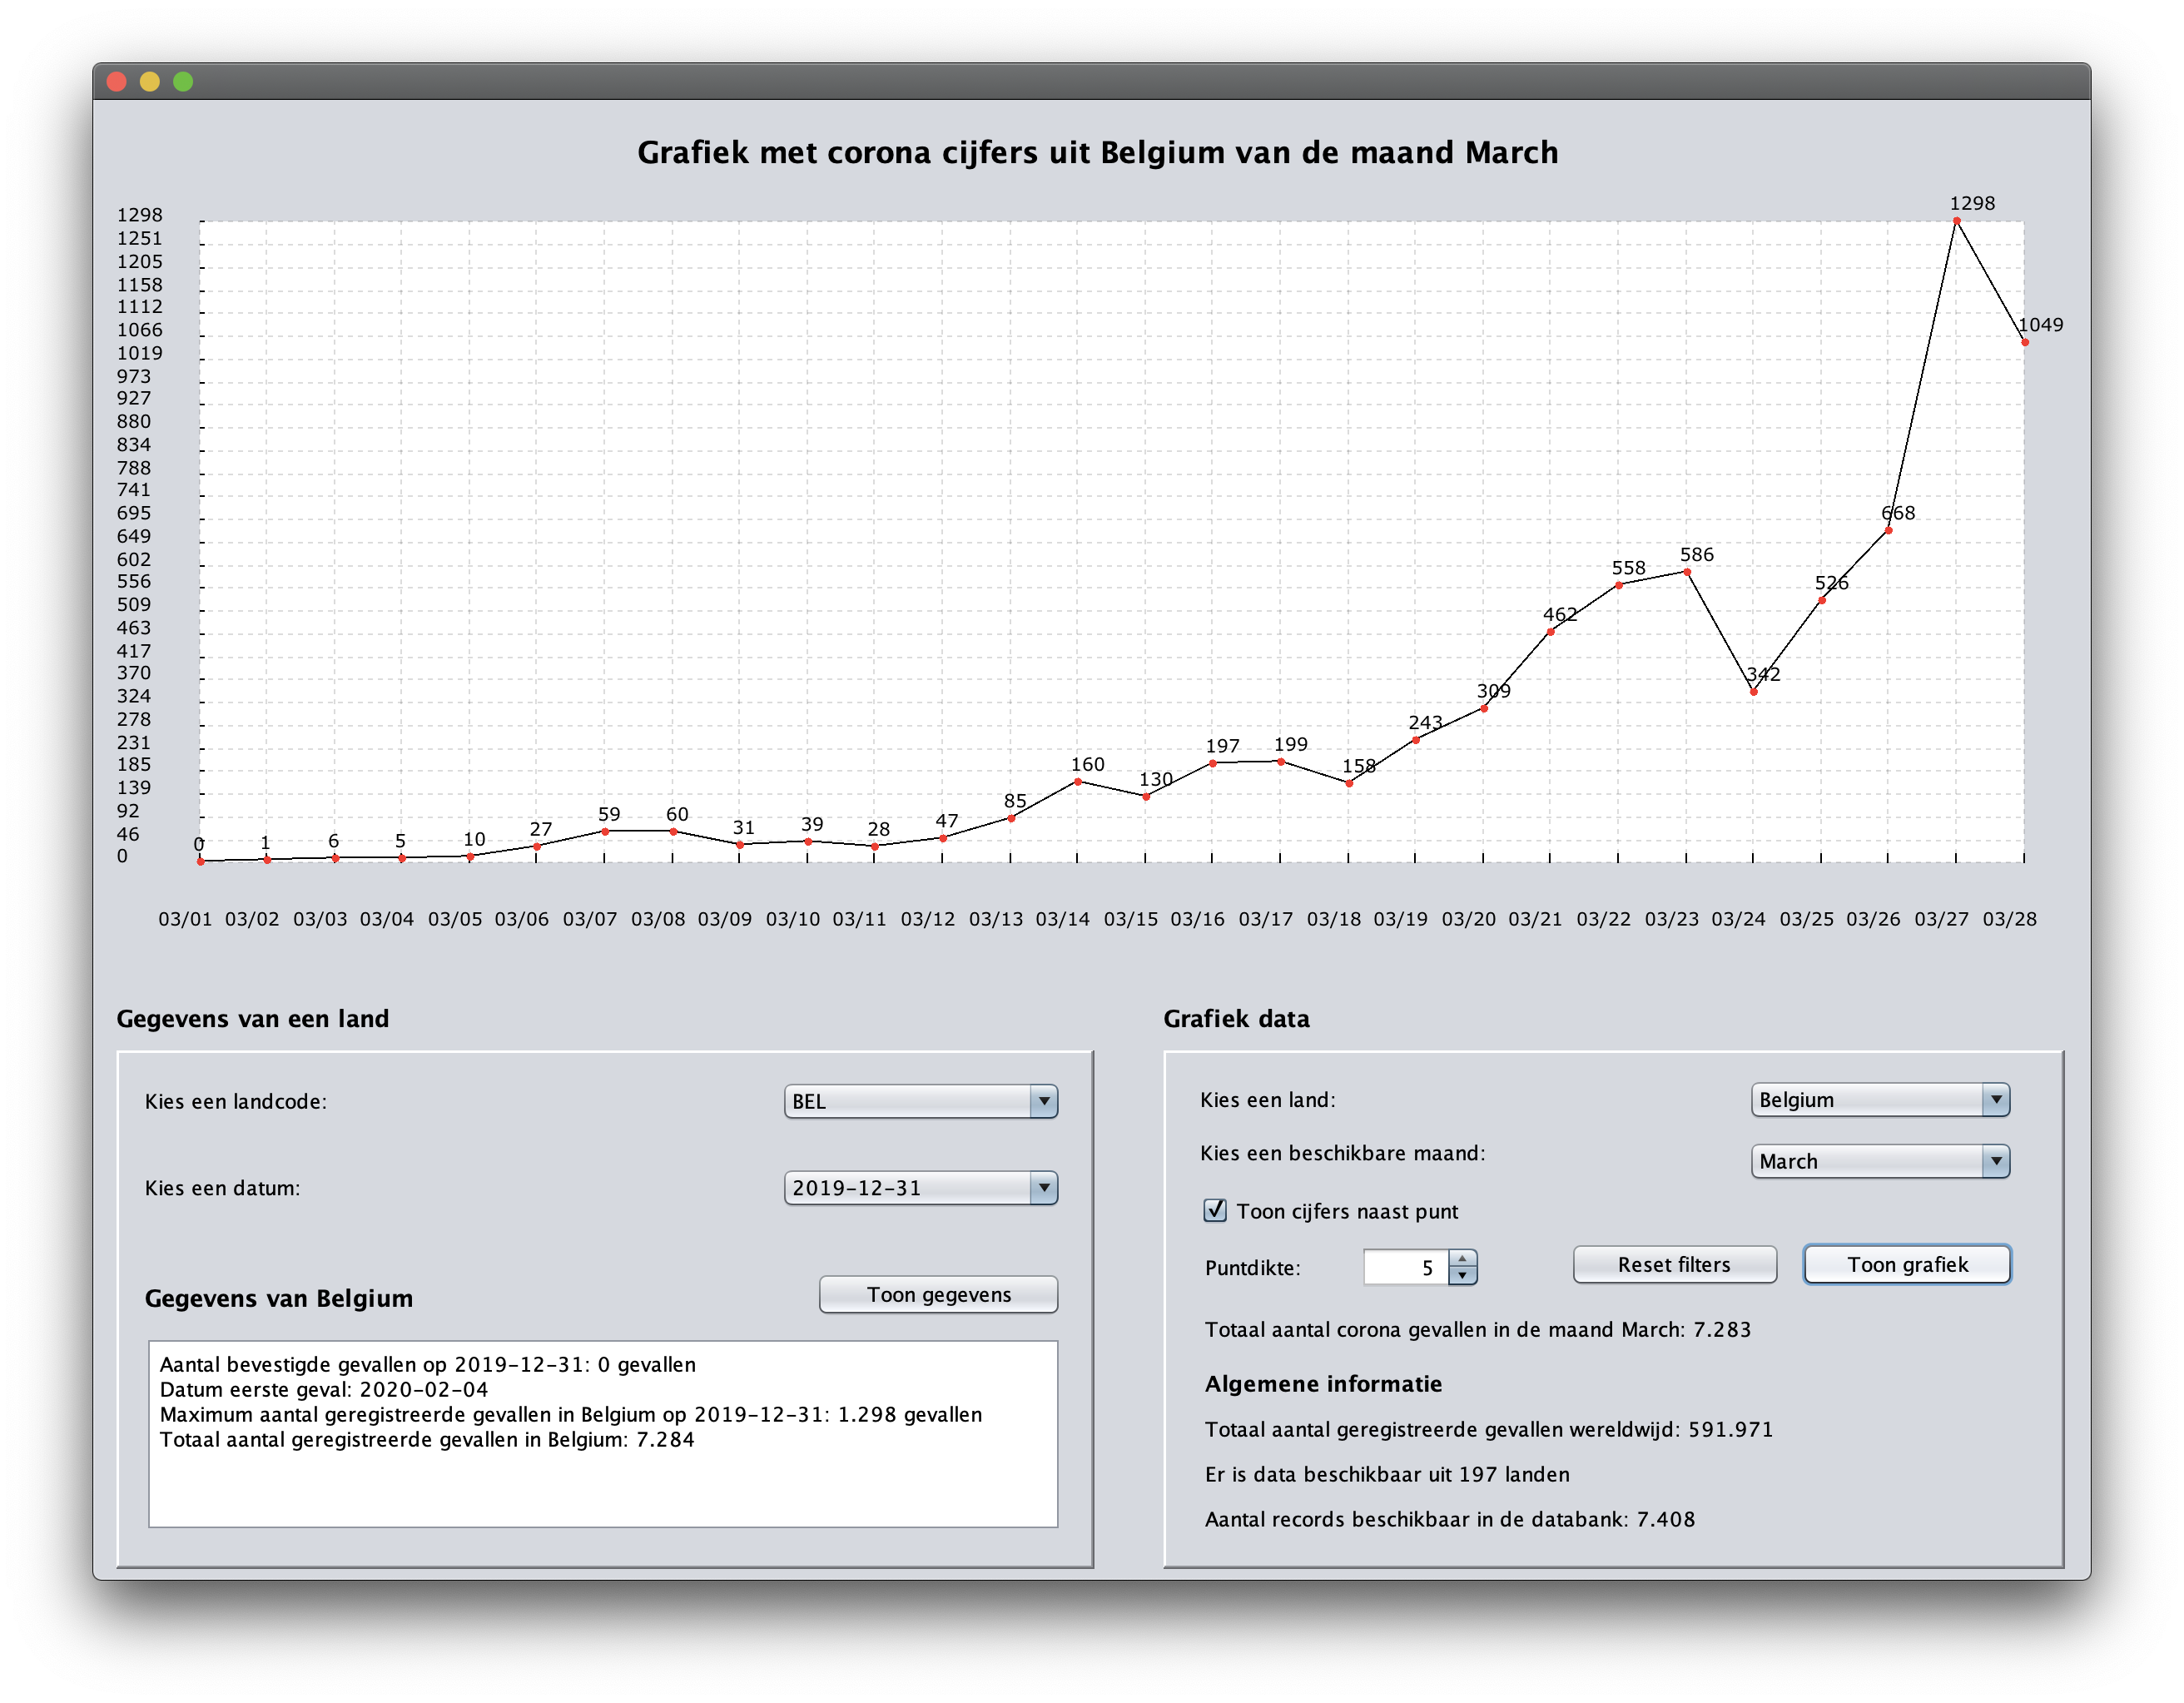 Grafiek met corona cijfers uit Belgium van de maand March
1298
1298
1251
1205
1158
1112
1066
1049
1019
973
927
880
834
788
741
695
668
649
602
586
558
556
526
509
463
462
417
370
342
324
309
278
243
231
199
197
185
160
158
139
130
92
85
60
59
47
46
39
31
28
27
10
6
5
1
0
0
03/01 03/02 03/03 03/04 03/05 03/06 03/07 03/08 03/09 03/10 03/11 03/12 03/13 03/14 03/15 03/16 03/17 03/18 03/19 03/20 03/21 03/22 03/23 03/24 03/25 03/26 03/27 03/28
Gegevens van een land
Kies een landcode: BEL
Kies een datum: 2019-12-31
Gegevens van Belgium Toon gegevens
Aantal bevestigde gevallen op 2019-12-31: 0 gevallen
Datum eerste geval: 2020-02-04
Maximum aantal geregistreerde gevallen in Belgium op 2019-12-31: 1.298 gevallen
Totaal aantal geregistreerde gevallen in Belgium: 7.284
Grafiek data
Kies een land: Belgium
Kies een beschikbare maand: March
Toon cijfers naast punt
Puntdikte: 5 Reset filters Toon grafiek
Totaal aantal corona gevallen in de maand March: 7.283
Algemene informatie
Totaal aantal geregistreerde gevallen wereldwijd: 591.971
Er is data beschikbaar uit 197 landen
Aantal records beschikbaar in de databank: 7.408